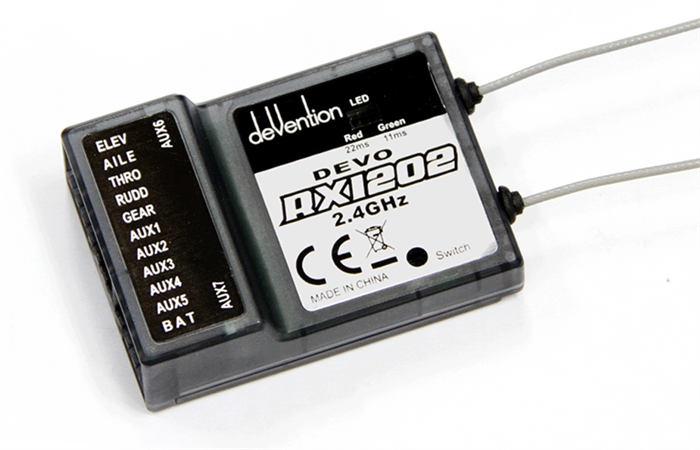 ELEV
AILE
THRO
RUDD
GEAR
AUX1
AUX2
AUX3
AUX4
AUX5
BAT
AUX6
AUX7
deVention
LED
Red Green
22ms 11ms
DEVO
RX1202
2.4GHz
CE
Switch
MADE IN CHINA